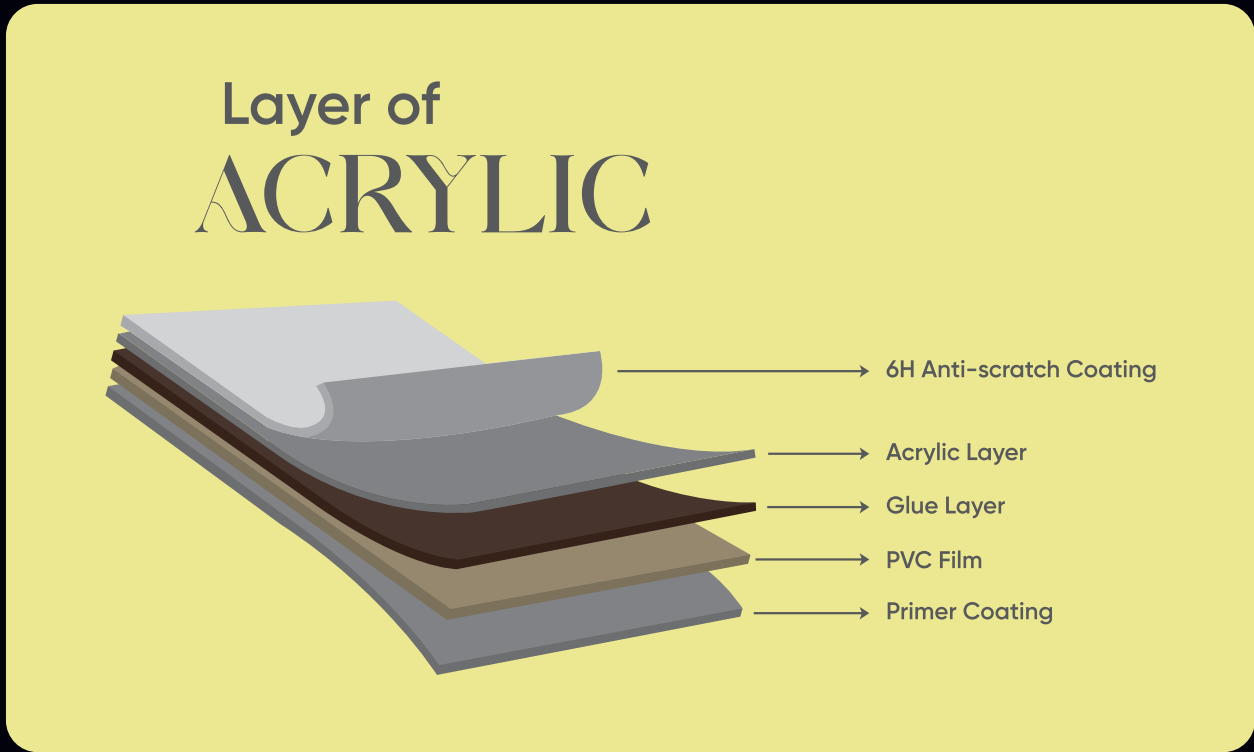 Layer of
ACRYLIC
6H Anti-scratch Coating
Acrylic Layer
Glue Layer
PVC Film
Primer Coating